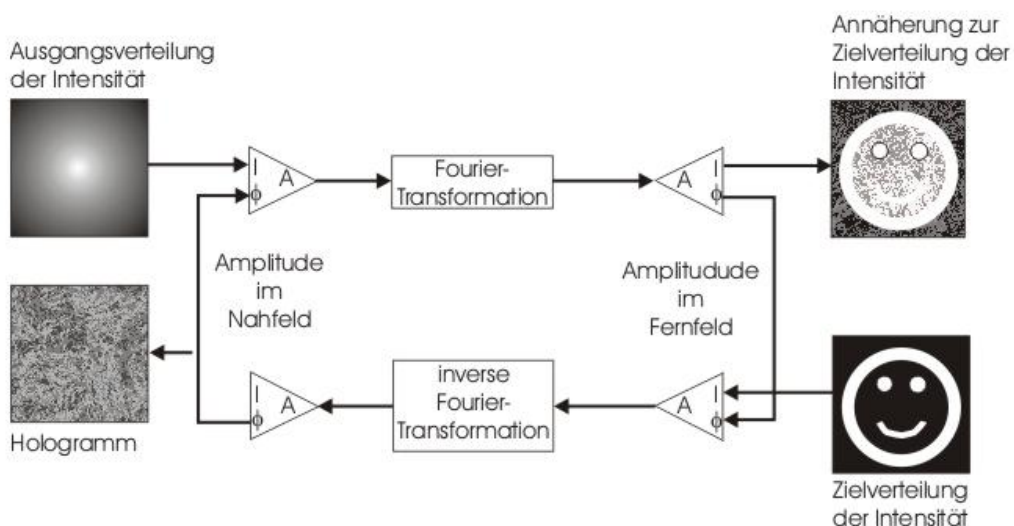 Ausgangsverteilung
der Intensität
I
ϕ
A
Fourier-
Transformation
A
I
ϕ
Annäherung zur
Zielverteilung der
Intensität
Amplitude
im
Nahfeld
Amplitudude
im
Fernfeld
Hologramm
I
ϕ
A
inverse
Fourier-
Transformation
A
I
ϕ
Zielverteilung
der Intensität